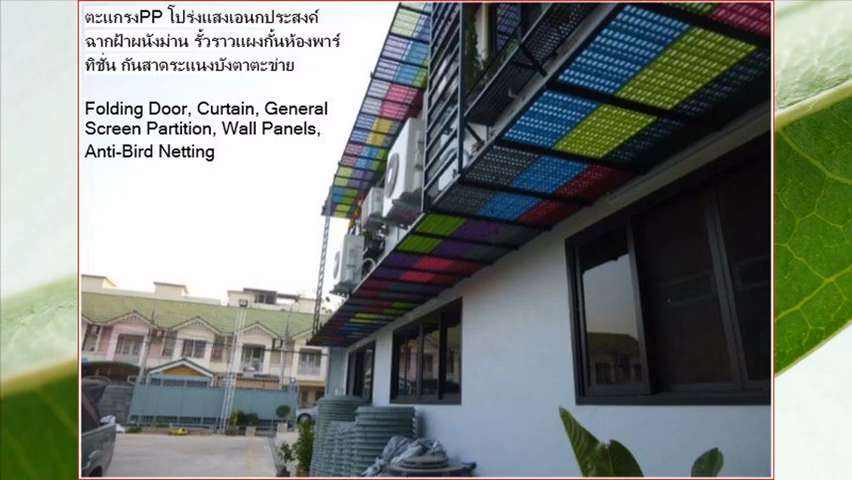 ตะแกรงPP โปร่งแสงเอนกประสงค์
ฉากฝ้าผนังม่าน รั้วราวแผงกั้นห้องพาร์
ทิชั่น กันสาดระแนงบังตาตะข่าย
Folding Door, Curtain, General
Screen Partition, Wall Panels,
Anti-Bird Netting